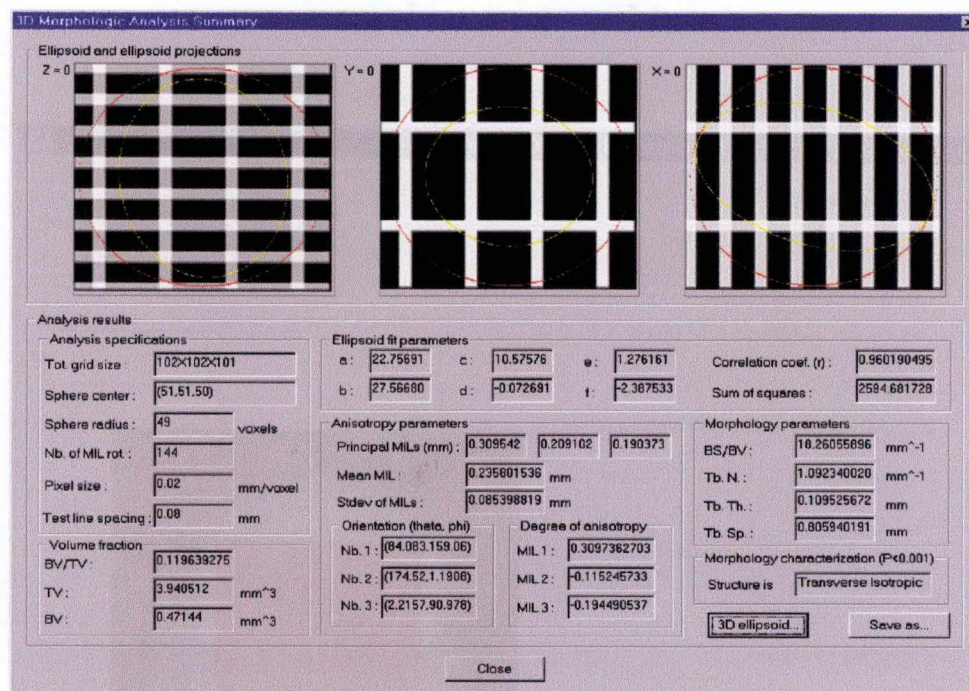 3D Morphologic Analysis Summary
Ellipsoid and ellipsoid projections
Z = 0
Y = 0
X = 0
Analysis results
Analysis specifications
Tot. grid size : 102X102X101
Sphere center : (51,51,50)
Sphere radius : 49 voxels
Nb. of MIL rot. : 144
Pixel size : 0.02 mm/voxel
Test line spacing : 0.08 mm
Volume fraction
BV/TV : 0.119639275
TV : 3.940512 mm^3
BV : 0.47144 mm^3
Ellipsoid fit parameters
a : 22.75691 c : 10.57576 e : 1.276161 Correlation coef. (r) : 0.960190495
b : 27.56680 d : -0.072691 f : -2.387533 Sum of squares : 2594.681728
Anisotropy parameters
Principal MILs (mm) : 0.309542 0.209102 0.190373
Mean MIL : 0.235601536 mm
Stdev of MILs : 0.085398819 mm
Orientation (theta, phi)
Nb. 1 : (84.083,159.06)
Nb. 2 : (174.52,1.1906)
Nb. 3 : (2.2157,90.978)
Degree of anisotropy
MIL 1 : 0.3097362703
MIL 2 : -0.115245733
MIL 3 : -0.194490537
Morphology parameters
BS/BV : 18.26055896 mm^-1
Tb. N. : 1.092340020 mm^-1
Tb. Th. : 0.109525672 mm
Tb. Sp. : 0.805940191 mm
Morphology characterization (P<0.001)
Structure is Transverse Isotropic
3D ellipsoid... Save as...
Close